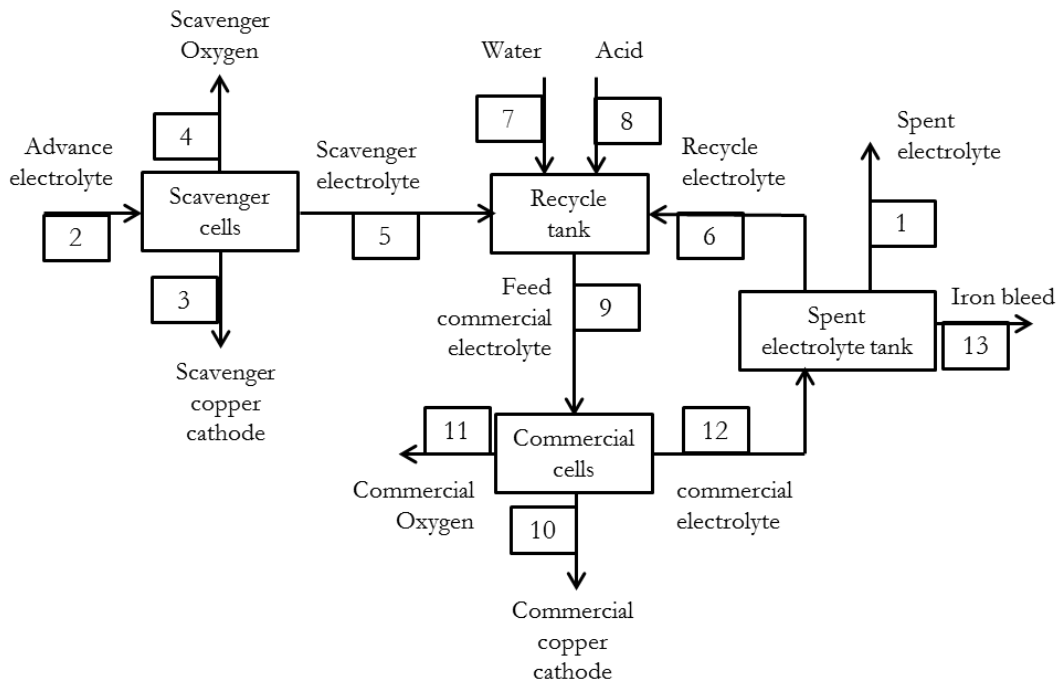 Scavenger
Oxygen
Water
Acid
4
7
8
Advance
electrolyte
Scavenger
electrolyte
Recycle
electrolyte
Spent
electrolyte
Scavenger
cells
Recycle
tank
2
5
6
1
3
Feed
commercial
electrolyte
9
Spent
electrolyte tank
Iron bleed
13
Scavenger
copper
cathode
11
Commercial
cells
12
Commercial
Oxygen
commercial
electrolyte
10
Commercial
copper
cathode